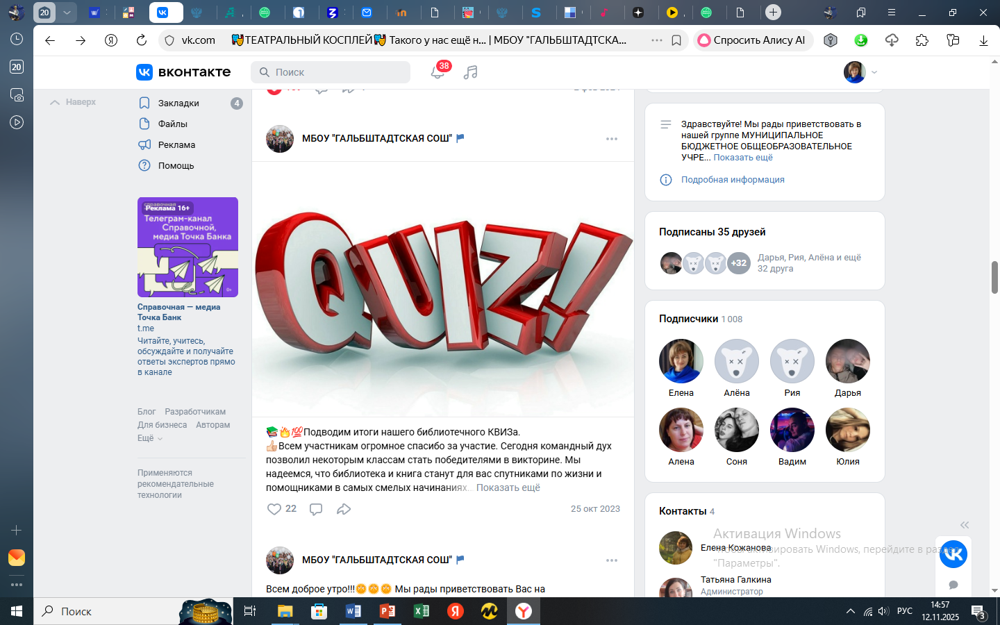 20
vk.com
🎭ТЕАТРАЛЬНЫЙ КОСПЛЕЙ🎭 Такого у нас ещё н... | МБОУ "ГАЛЬБШТАДТСКА...
Спросить Алису AI
20
вконтакте
Поиск
38
Наверх
Закладки
4
Файлы
Реклама
Помощь
Реклама 16+
Телеграм-канал
Справочной,
медиа Точка Банка
0+
Справочная — медиа
Точка Банк
t.me
Читайте, учитесь,
обсуждайте и получайте
ответы экспертов прямо
в канале
Блог Разработчикам
Для бизнеса Авторам
Ещё
Применяются
рекомендательные
технологии
МБОУ "ГАЛЬБШТАДТСКАЯ СОШ"
QUIZ!
📚🔥💯Подводим итоги нашего библиотечного КВИЗа.
👍Всем участникам огромное спасибо за участие. Сегодня командный дух
позволил некоторым классам стать победителями в викторине. Мы
надеемся, что библиотека и книга станут для вас спутниками по жизни и
помощниками в самых смелых начинаниях... Показать ещё
22
25 окт 2023
МБОУ "ГАЛЬБШТАДТСКАЯ СОШ"
Всем доброе утро!!!🌞🌞🌞 Мы рады приветствовать Вас на
Здравствуйте! Мы рады приветствовать в
нашей группе МУНИЦИПАЛЬНОЕ
БЮДЖЕТНОЕ ОБЩЕОБРАЗОВАТЕЛЬНОЕ
УЧРЕ... Показать ещё
Подробная информация
Подписаны 35 друзей
+32
Дарья, Рия, Алёна и ещё
32 друга
Подписчики 1 008
Елена
Алёна
Рия
Дарья
Алена
Соня
Вадим
Юлия
Контакты 4
Елена Кожанова
Татьяна Галкина
Администратор
Активация Windows
активировать Windows, перейдите в раздел
"Параметры".
Поиск
РУС
14:57
12.11.2025
3